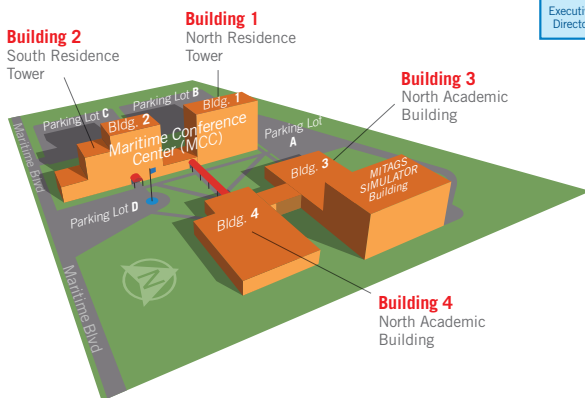 Building 1
North Residence
Tower
Building 2
South Residence
Tower
Building 3
North Academic
Building
Parking Lot C
Parking Lot B
Bldg. 1
Bldg. 2
Maritime Conference
Center (MCC)
Parking Lot
A
Maritime Blvd
Bldg. 3
MITAGS
SIMULATOR
Building
Parking Lot D
Bldg. 4
Maritime Blvd
Building 4
North Academic
Building